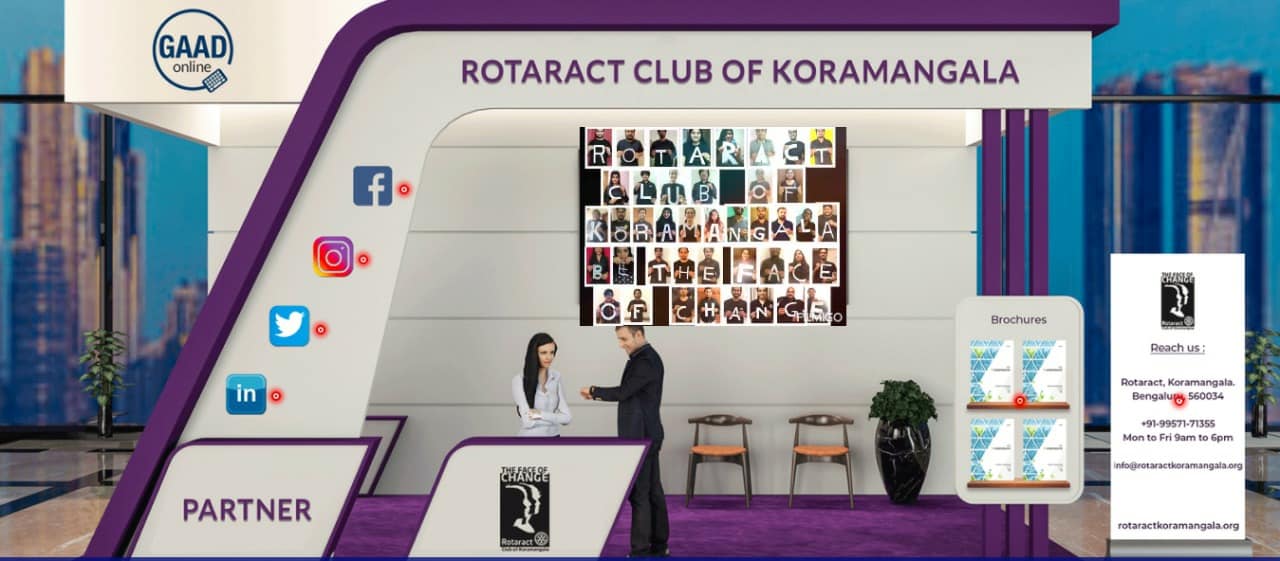 GAAD
online
ROTARACT CLUB OF KORAMANGALA
ROTARACT
CLUB OF
KORAMANGALA
BE THE FACE
OF CHANGE
FILMIGO
in
Brochures
THE FACE OF
CHANGE
Rotaract
Club of Koramangala
Reach us :
Rotaract, Koramangala.
Bengaluru, 560034
+91-99571-71355
Mon to Fri 9am to 6pm
info@rotaractkoramangala.org
rotaractkoramangala.org
PARTNER
THE FACE OF
CHANGE
Rotaract
Club of Koramangala